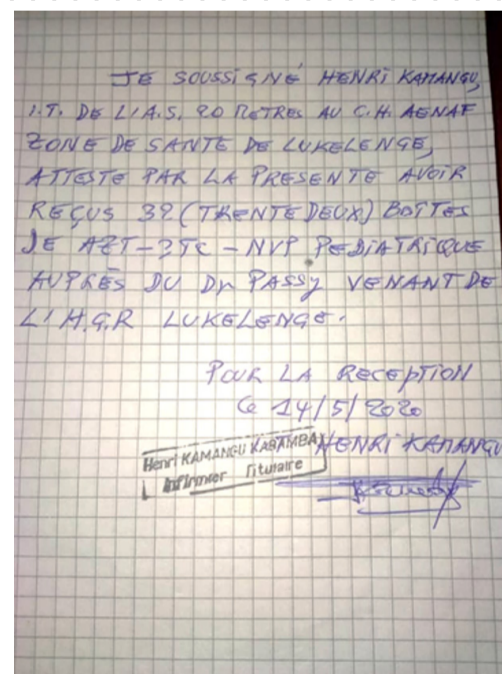 JE SOUSSIGNÉ HENRI KAMANGU,
I.T. DE L'A.S. 20 METRES AU C.H. AENAF
ZONE DE SANTE DE LUKELENGE,
ATTESTE PAR LA PRESENTE AVOIR
REÇUS 32 (TRENTE DEUX) BOITES
DE AZT-3TC-NVP PEDIATRIQUE
AUPRÈS DU Dr PASSY VENANT DE
L'H.G.R LUKELENGE.
POUR LA RECEPTION
Ce 14/5/2020
HENRI KAMANGU
Henri KAMANGU KABAMBA
Infirmier Titulaire